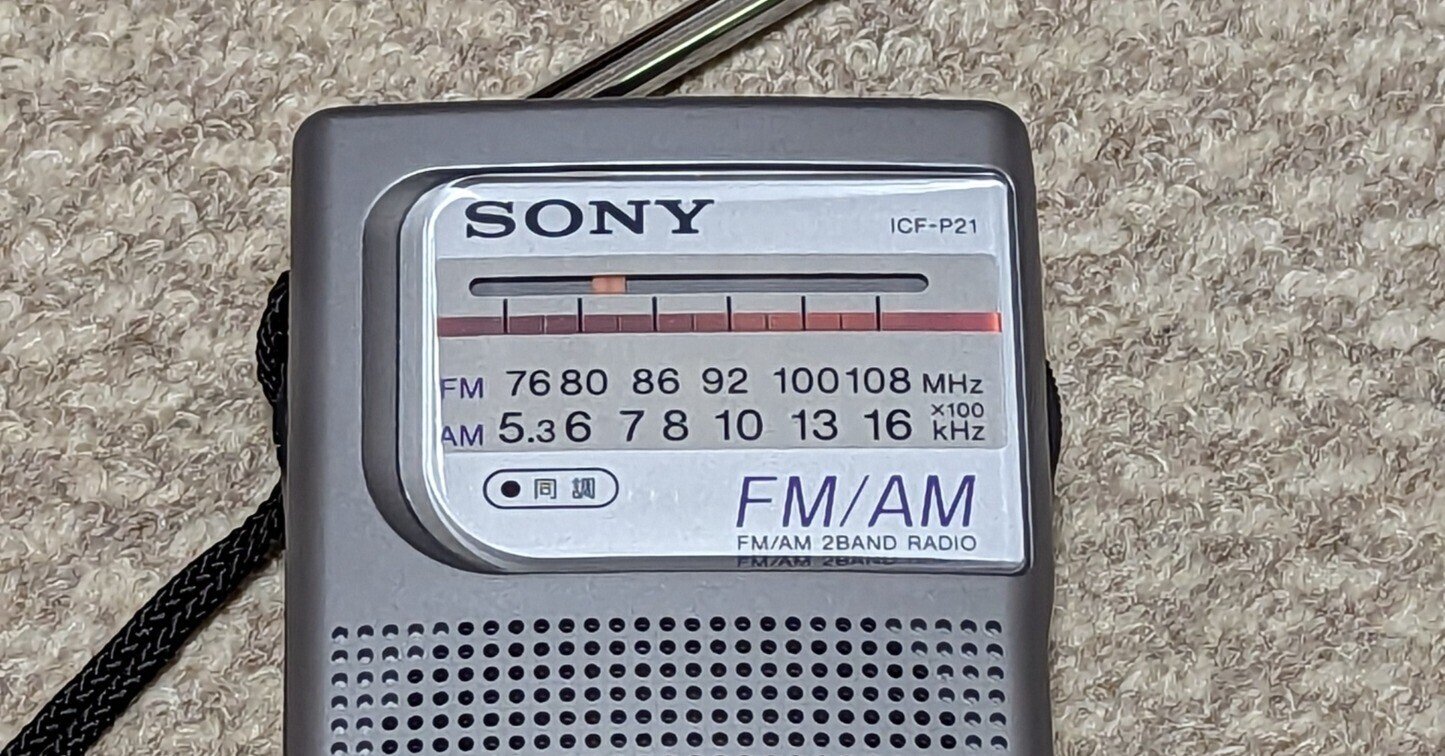 SONY
ICF-P21
FM 76 80 86 92 100 108 MHz
AM 5.3 6 7 8 10 13 16 ×100 kHz
同調
FM/AM
FM/AM 2BAND RADIO